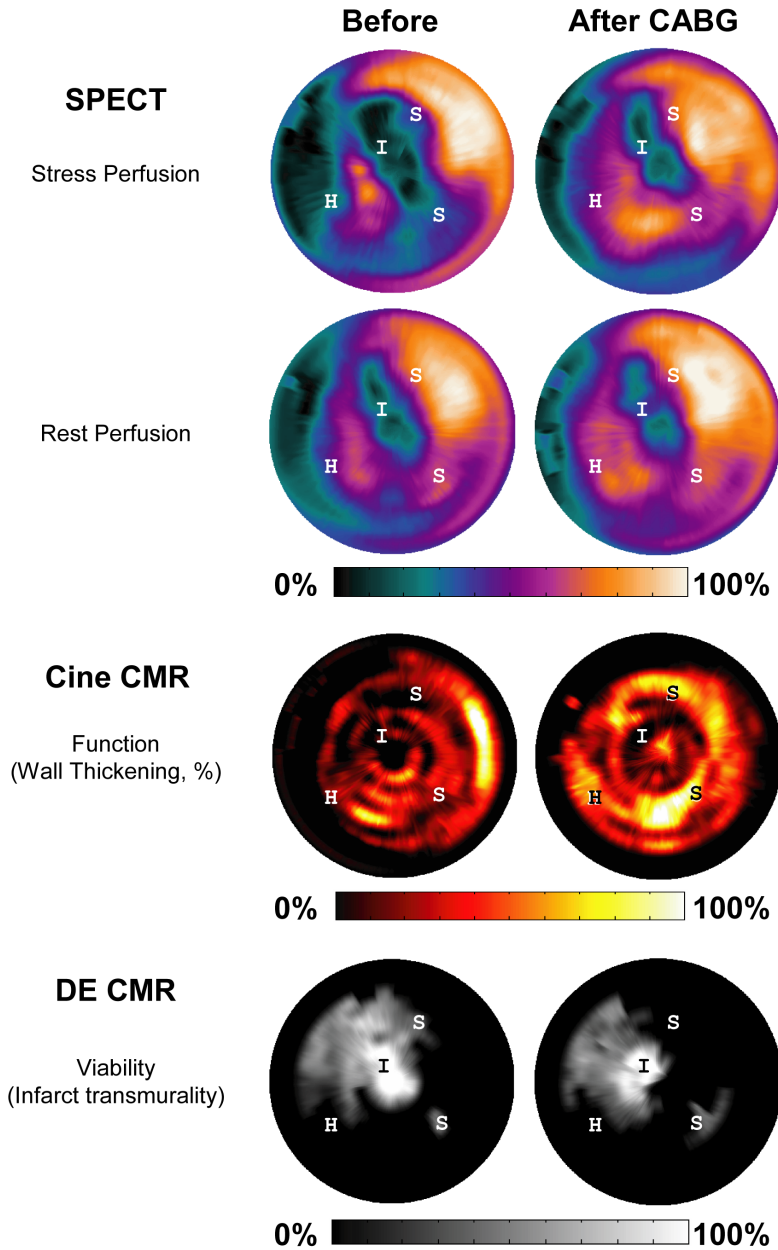 Before After CABG
SPECT
Stress Perfusion
S
I
H
S
S
I
H
S
Rest Perfusion
S
I
H
S
S
I
H
S
0% 100%
Cine CMR
Function
(Wall Thickening, %)
S
I
H
S
S
I
H
S
0% 100%
DE CMR
Viability
(Infarct transmurality)
S
I
H
S
S
I
H
S
0% 100%